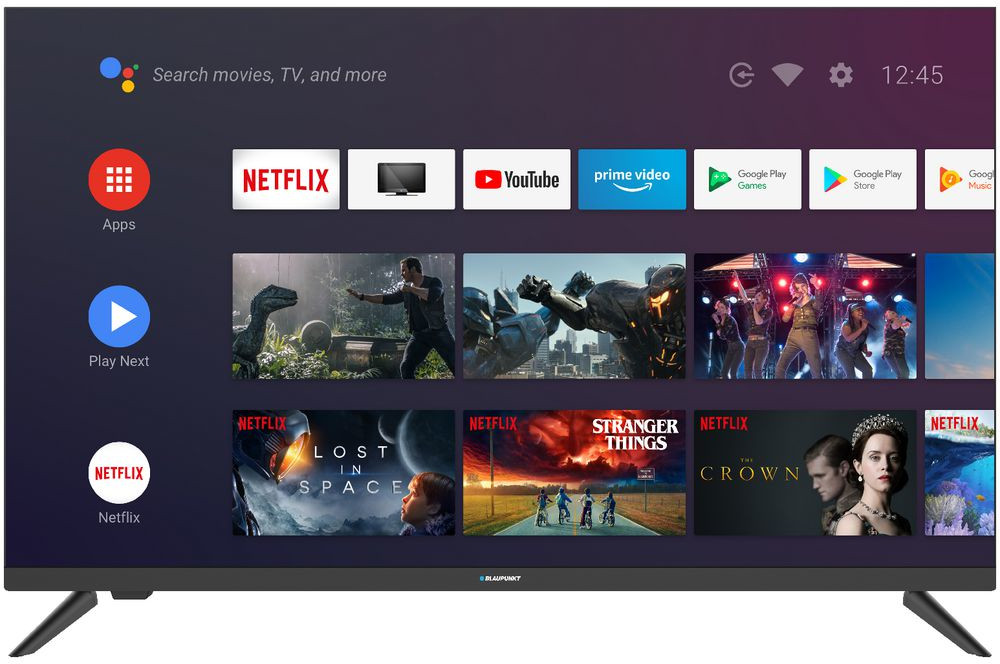 Search movies, TV, and more
12:45
NETFLIX
YouTube
prime video
Google Play
Games
Google Play
Store
Googl
Music
Apps
Play Next
NETFLIX
LOST
IN
SPACE
NETFLIX
STRANGER
THINGS
NETFLIX
THE
CROWN
NETFLIX
NETFLIX
Netflix
BLAUPUNKT